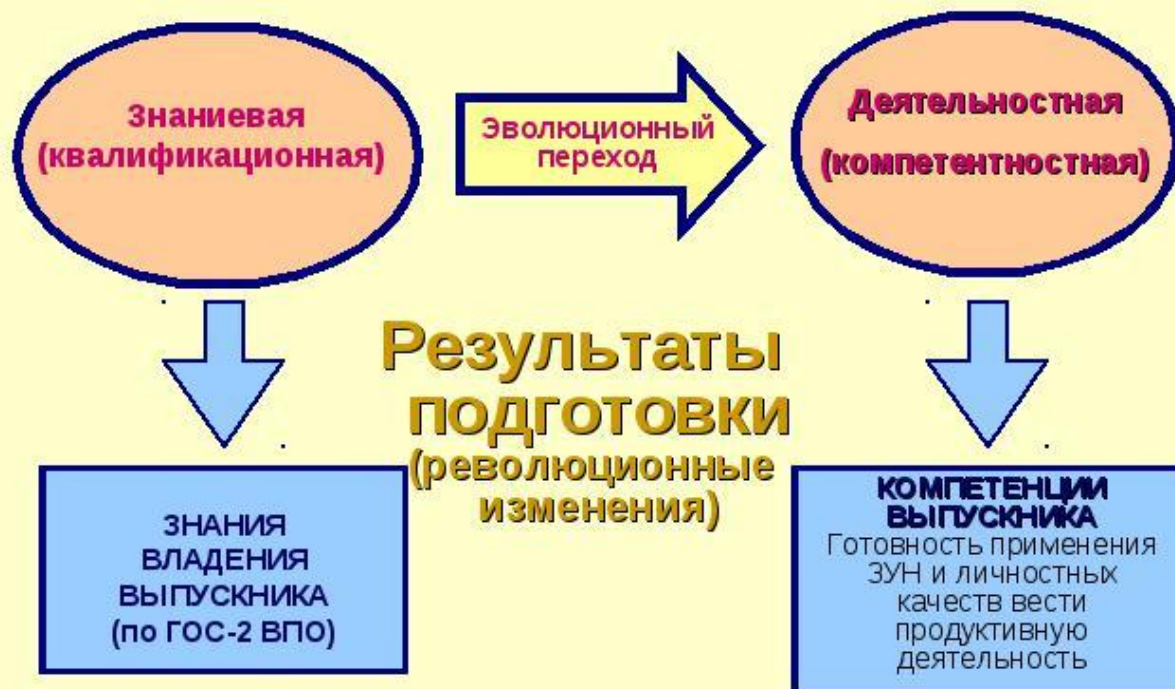 Знаниевая
(квалификационная)
Эволюционный
переход
Деятельностная
(компетентностная)
Результаты
подготовки
(революционные
изменения)
ЗНАНИЯ
ВЛАДЕНИЯ
ВЫПУСКНИКА
(по ГОС-2 ВПО)
КОМПЕТЕНЦИИ
ВЫПУСКНИКА
Готовность применения
ЗУН и личностных
качеств вести
продуктивную
деятельность